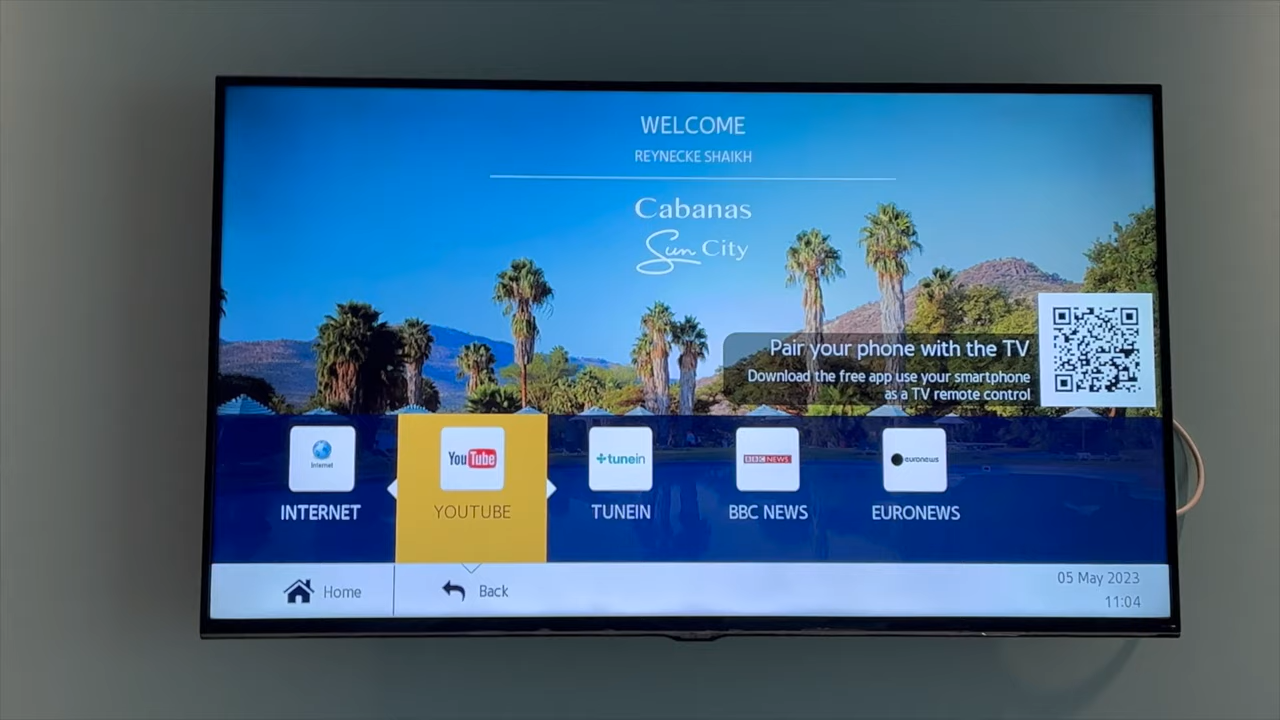 WELCOME
REYNECKE SHAIKH
Cabanas
Sun City
Pair your phone with the TV
Download the free app use your smartphone
as a TV remote control
Internet
YouTube
tunein
BBC NEWS
euronews
INTERNET
YOUTUBE
TUNEIN
BBC NEWS
EURONEWS
Home
Back
05 May 2023
11:04